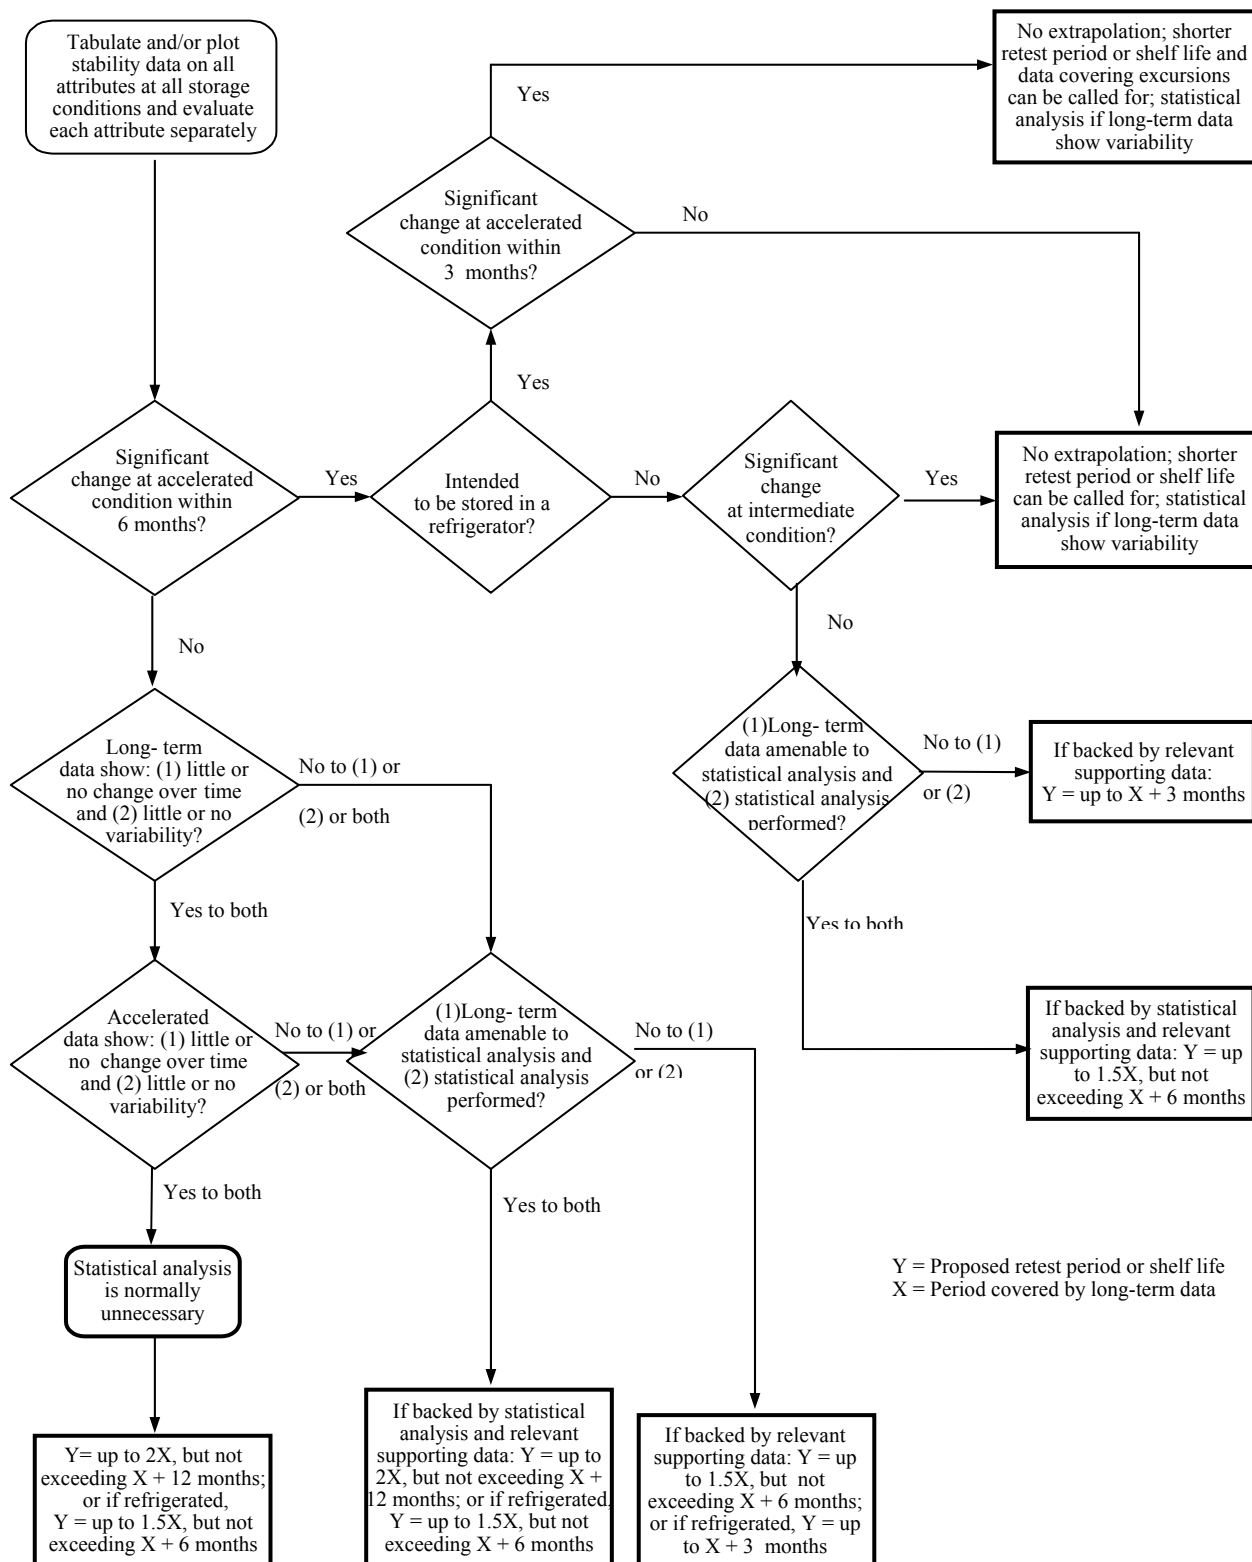 Tabulate and/or plot
stability data on all
attributes at all storage
conditions and evaluate
each attribute separately
No extrapolation; shorter
retest period or shelf life and
data covering excursions
can be called for; statistical
analysis if long-term data
show variability
Yes
Significant
change at accelerated
condition within
3 months?
No
Yes
Significant
change at accelerated
condition within
6 months?
Yes
Intended
to be stored in a
refrigerator?
No
Significant
change
at intermediate
condition?
Yes
No extrapolation; shorter
retest period or shelf life
can be called for; statistical
analysis if long-term data
show variability
No
No
Long- term
data show: (1) little or
no change over time
and (2) little or no
variability?
No to (1) or
(2) or both
(1)Long- term
data amenable to
statistical analysis and
(2) statistical analysis
performed?
No to (1)
or (2)
If backed by relevant
supporting data:
Y = up to X + 3 months
Yes to both
Yes to both
Accelerated
data show: (1) little or
no change over time
and (2) little or no
variability?
No to (1) or
(2) or both
(1)Long- term
data amenable to
statistical analysis and
(2) statistical analysis
performed?
No to (1)
or (2)
If backed by statistical
analysis and relevant
supporting data: Y = up
to 1.5X, but not
exceeding X + 6 months
Yes to both
Yes to both
Statistical analysis
is normally
unnecessary
Y = Proposed retest period or shelf life
X = Period covered by long-term data
Y= up to 2X, but not
exceeding X + 12 months;
or if refrigerated,
Y = up to 1.5X, but not
exceeding X + 6 months
If backed by statistical
analysis and relevant
supporting data: Y = up to
2X, but not exceeding X +
12 months; or if refrigerated,
Y = up to 1.5X, but not
exceeding X + 6 months
If backed by relevant
supporting data: Y = up
to 1.5X, but not
exceeding X + 6 months;
or if refrigerated, Y = up
to X + 3 months